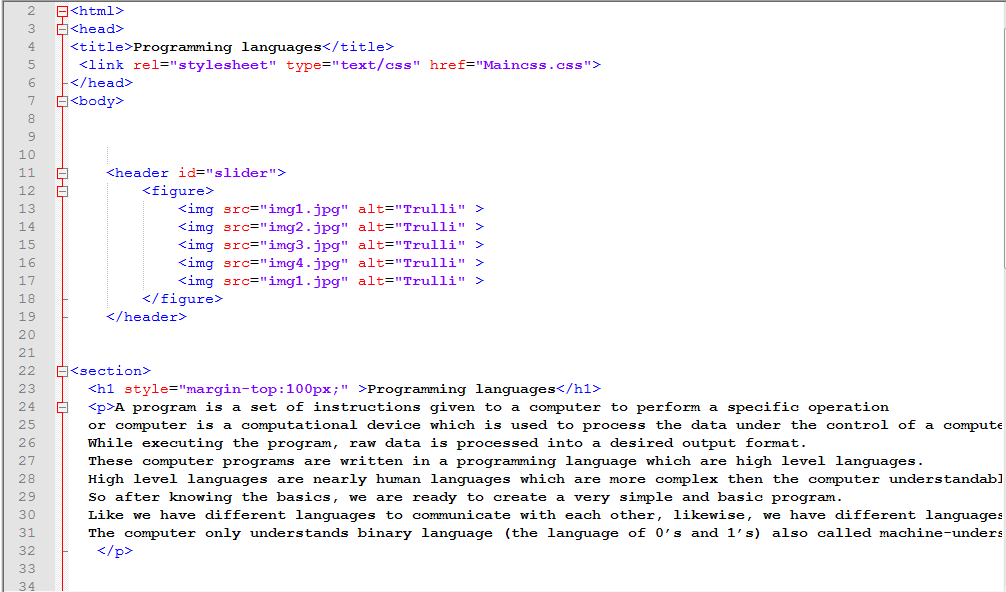 2 <html>
3 <head>
4 <title>Programming languages</title>
5 <link rel="stylesheet" type="text/css" href="Maincss.css">
6 </head>
7 <body>
8
9
10
11 <header id="slider">
12 <figure>
13 <img src="img1.jpg" alt="Trulli" >
14 <img src="img2.jpg" alt="Trulli" >
15 <img src="img3.jpg" alt="Trulli" >
16 <img src="img4.jpg" alt="Trulli" >
17 <img src="img1.jpg" alt="Trulli" >
18 </figure>
19 </header>
20
21
22 <section>
23 <h1 style="margin-top:100px;" >Programming languages</h1>
24 <p>A program is a set of instructions given to a computer to perform a specific operation
25 or computer is a computational device which is used to process the data under the control of a compute
26 While executing the program, raw data is processed into a desired output format.
27 These computer programs are written in a programming language which are high level languages.
28 High level languages are nearly human languages which are more complex then the computer understandabl
29 So after knowing the basics, we are ready to create a very simple and basic program.
30 Like we have different languages to communicate with each other, likewise, we have different languages
31 The computer only understands binary language (the language of 0’s and 1’s) also called machine-unders
32 </p>
33
34